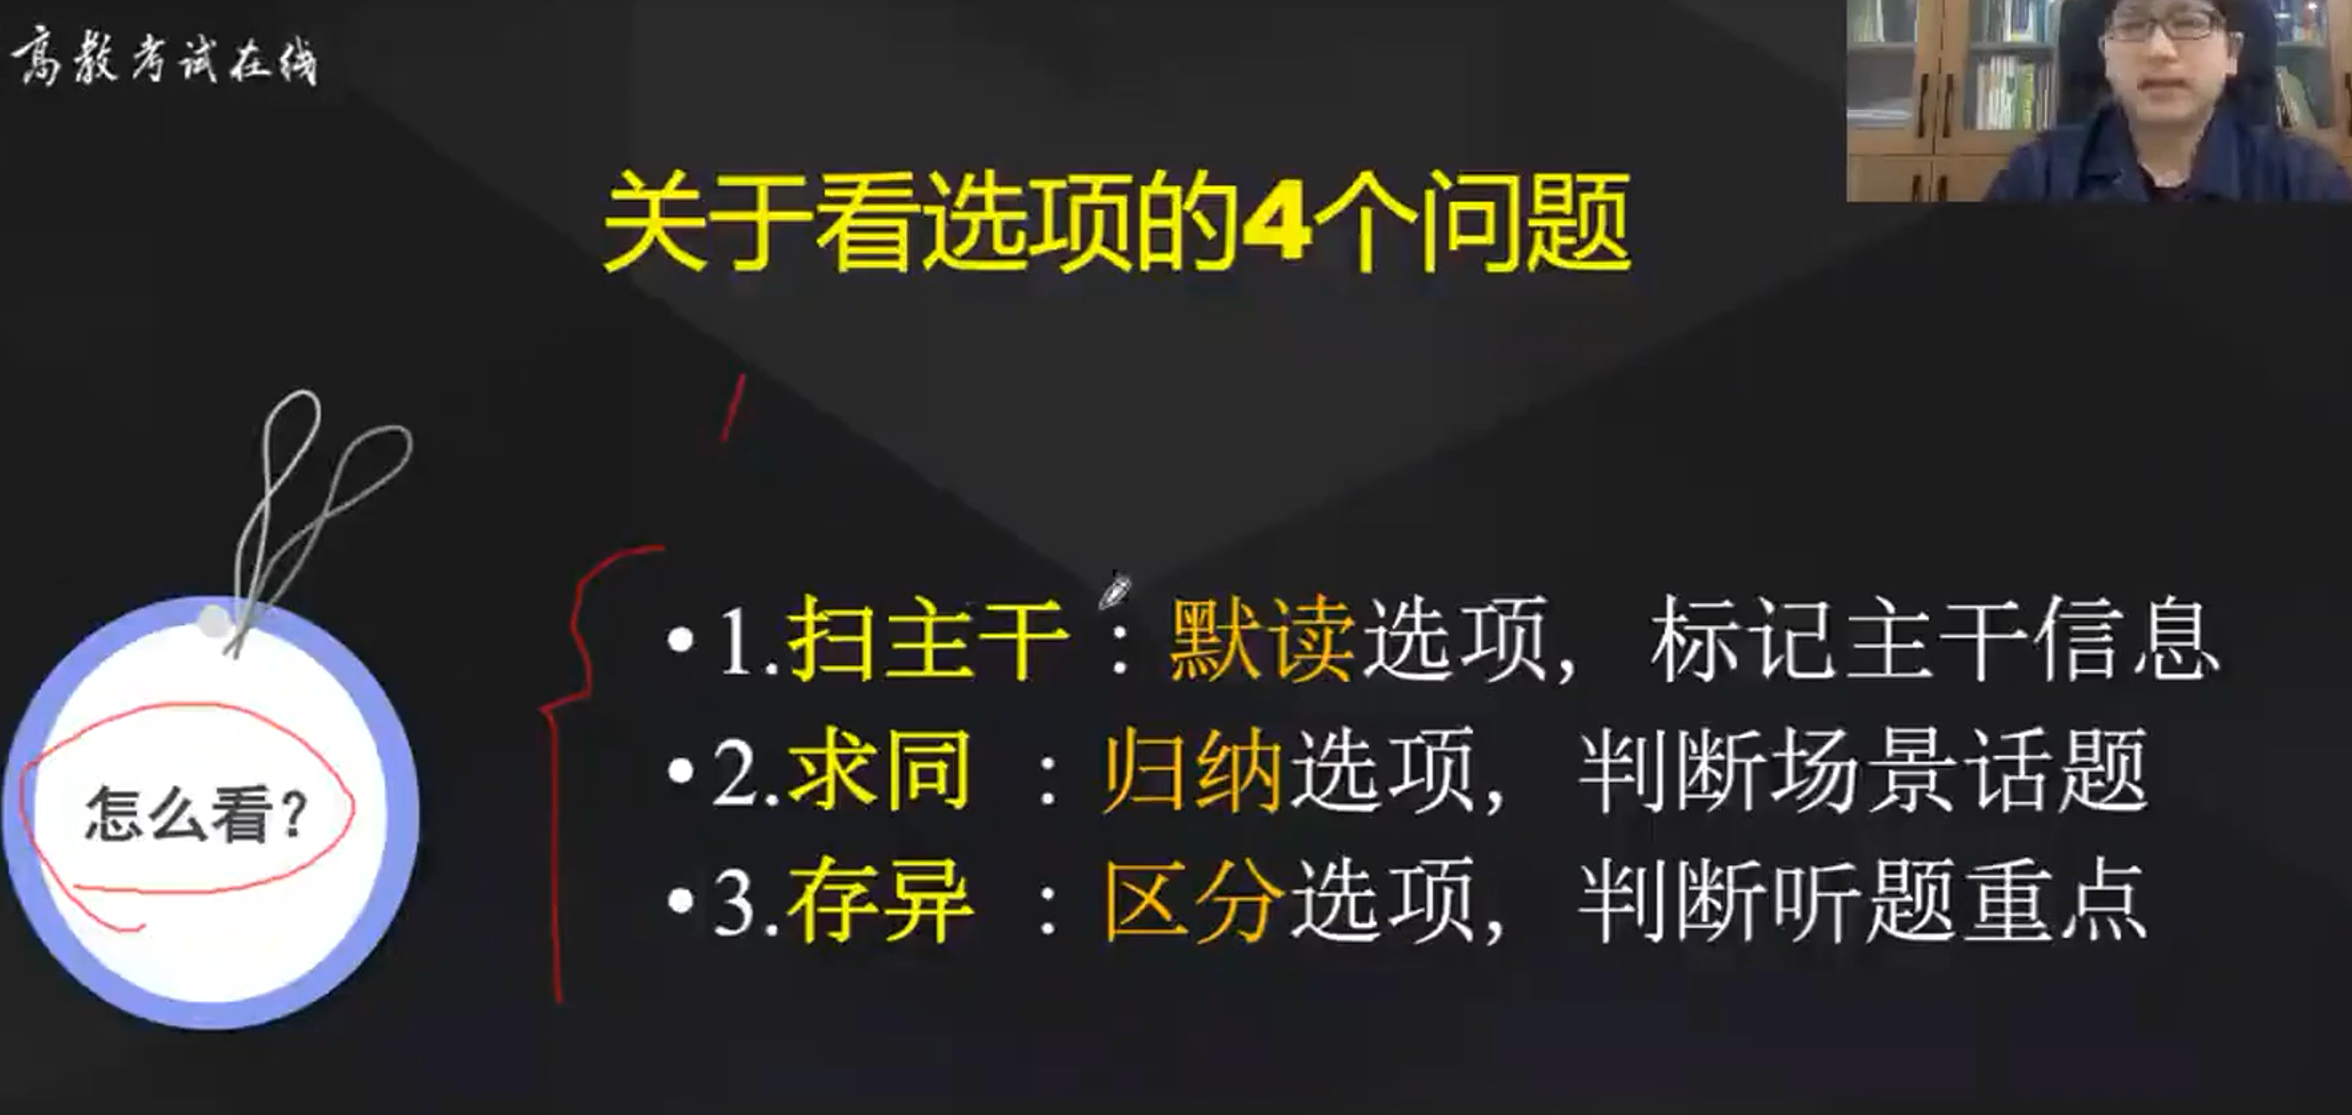 高教考试在线
关于看选项的4个问题
怎么看?
•1.扫主干：默读选项，标记主干信息
•2.求同 ：归纳选项，判断场景话题
•3.存异 ：区分选项，判断听题重点